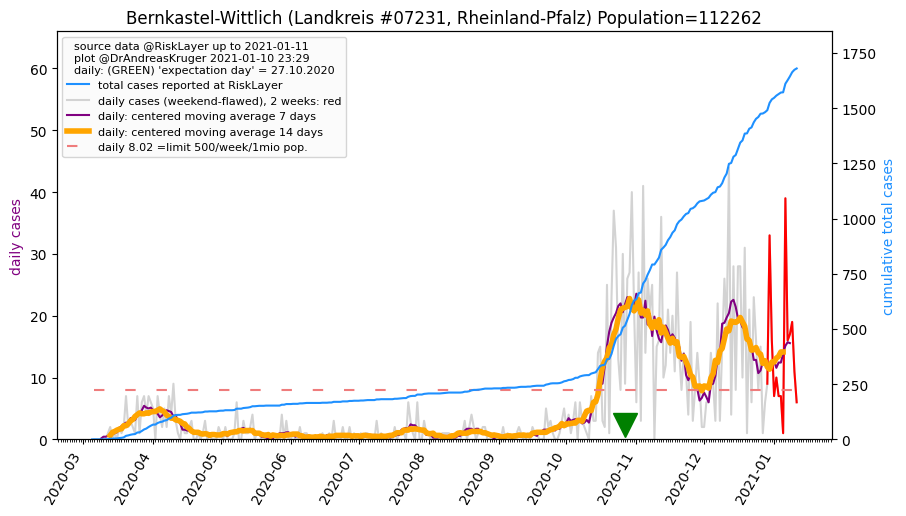 Bernkastel-Wittlich (Landkreis #07231, Rheinland-Pfalz) Population=112262
source data @RiskLayer up to 2021-01-11
plot @DrAndreasKruger 2021-01-10 23:29
daily: (GREEN) 'expectation day' = 27.10.2020
total cases reported at RiskLayer
daily cases (weekend-flawed), 2 weeks: red
daily: centered moving average 7 days
daily: centered moving average 14 days
daily 8.02 =limit 500/week/1mio pop.
daily cases
60
50
40
30
20
10
0
cumulative total cases
1750
1500
1250
1000
750
500
250
0
2020-03
2020-04
2020-05
2020-06
2020-07
2020-08
2020-09
2020-10
2020-11
2020-12
2021-01